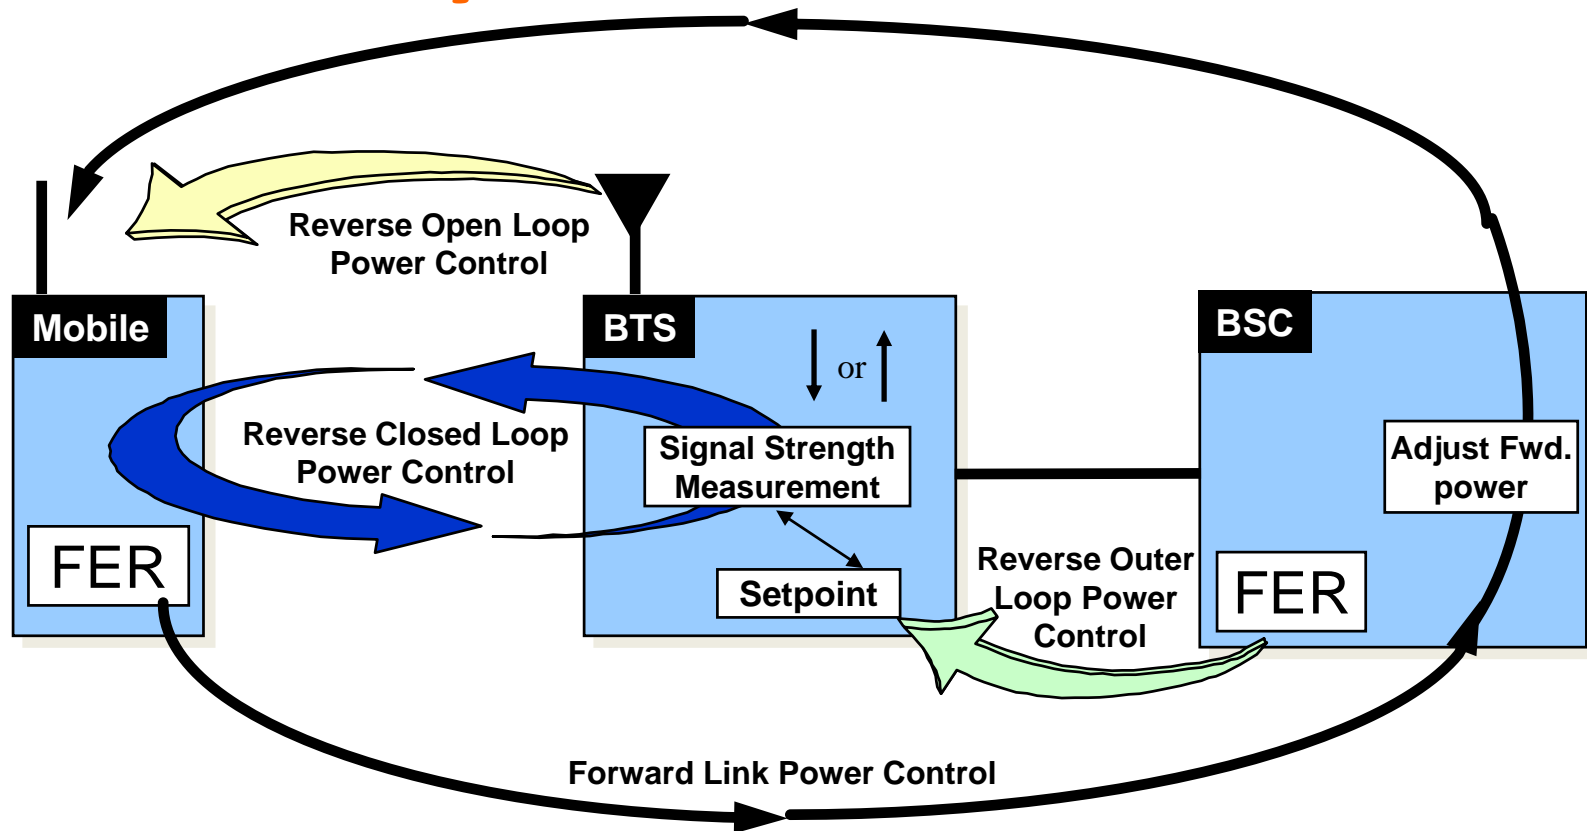 Reverse Open Loop
Power Control
Mobile
BTS
BSC
or
Reverse Closed Loop
Power Control
Signal Strength
Measurement
Adjust Fwd.
power
FER
Setpoint
Reverse Outer
Loop Power
Control
FER
Forward Link Power Control